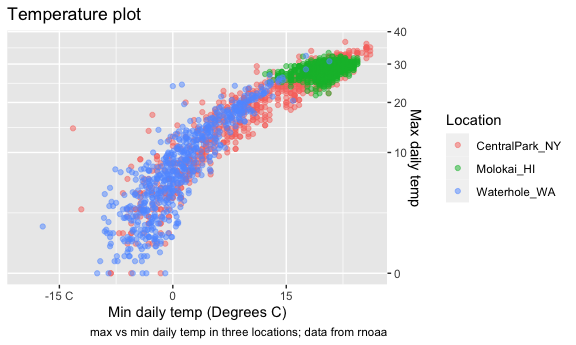 Temperature plot
40
30
20
10
0
Max daily temp
-15 C
0
15
Min daily temp (Degrees C)
max vs min daily temp in three locations; data from rnoaa
Location
CentralPark_NY
Molokai_HI
Waterhole_WA